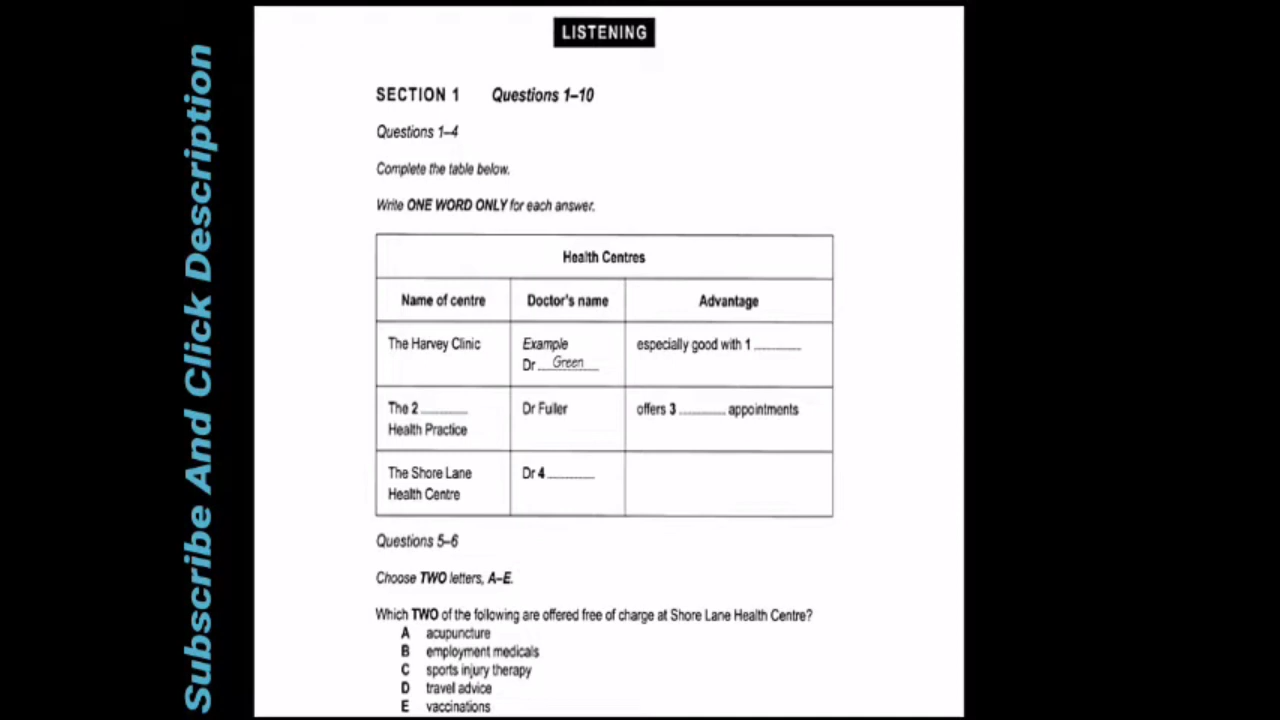 Subscribe And Click Description
LISTENING
SECTION 1 Questions 1–10
Questions 1–4
Complete the table below.
Write ONE WORD ONLY for each answer.
Health Centres
Name of centre Doctor's name Advantage
The Harvey Clinic Example especially good with 1 ________
Dr Green
The 2 ________ Dr Fuller offers 3 ________ appointments
Health Practice
The Shore Lane Dr 4 ________
Health Centre
Questions 5–6
Choose TWO letters, A–E.
Which TWO of the following are offered free of charge at Shore Lane Health Centre?
A acupuncture
B employment medicals
C sports injury therapy
D travel advice
E vaccinations